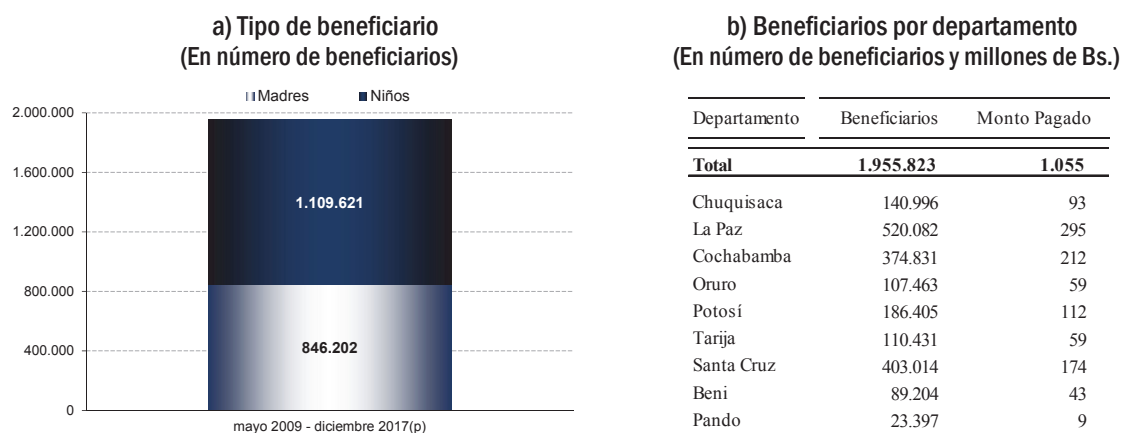 a) Tipo de beneficiario
(En número de beneficiarios)
Madres Niños
2.000.000
1.600.000
1.200.000
800.000
400.000
0
1.109.621
846.202
mayo 2009 - diciembre 2017(p)
b) Beneficiarios por departamento
(En número de beneficiarios y millones de Bs.)
Departamento Beneficiarios Monto Pagado
Total 1.955.823 1.055
Chuquisaca 140.996 93
La Paz 520.082 295
Cochabamba 374.831 212
Oruro 107.463 59
Potosí 186.405 112
Tarija 110.431 59
Santa Cruz 403.014 174
Beni 89.204 43
Pando 23.397 9